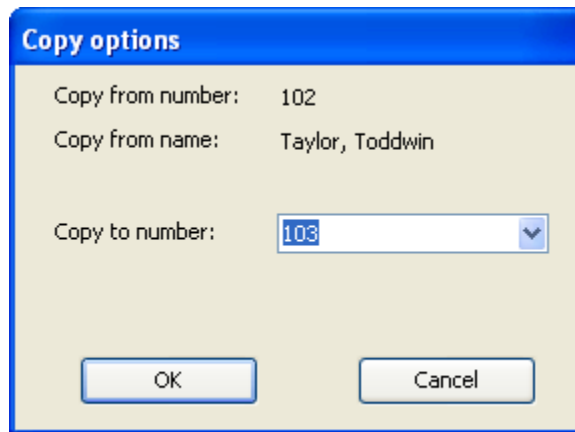 Copy options
Copy from number: 102
Copy from name: Taylor, Toddwin
Copy to number: 103
OK Cancel